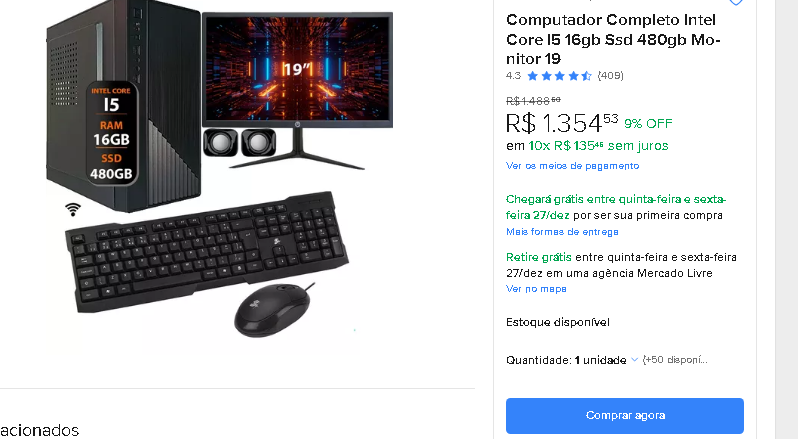 Computador Completo Intel
Core I5 16gb Ssd 480gb Mo-
nitor 19
4.3 (409)
R$ 1.488 50
R$ 1.354 53 9% OFF
em 10x R$ 135 45 sem juros
Ver os meios de pagamento
Chegará grátis entre quinta-feira e sexta-
feira 27/dez por ser sua primeira compra
Mais formas de entrega
Retire grátis entre quinta-feira e sexta-feira
27/dez em uma agência Mercado Livre
Ver no mapa
Estoque disponível
Quantidade: 1 unidade (+50 disponí...
Comprar agora
INTEL CORE
I5
RAM
16GB
SSD
480GB
19”
acionados